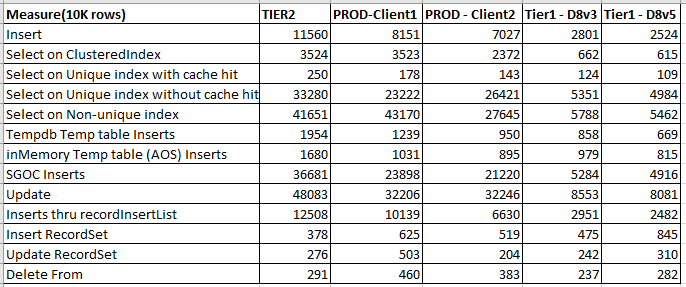 Measure(10K rows) TIER2 PROD-Client1 PROD - Client2 Tier1 - D8v3 Tier1 - D8v5
Insert 11560 8151 7027 2801 2524
Select on ClusteredIndex 3524 3523 2372 662 615
Select on Unique index with cache hit 250 178 143 124 109
Select on Unique index without cache hit 33280 23222 26421 5351 4984
Select on Non-unique index 41651 43170 27645 5788 5462
Tempdb Temp table Inserts 1954 1239 950 858 669
inMemory Temp table (AOS) Inserts 1680 1031 895 979 815
SGOC Inserts 36681 23898 21220 5284 4916
Update 48083 32206 32246 8553 8081
Inserts thru recordInsertList 12508 10139 6630 2951 2482
Insert RecordSet 378 625 519 475 845
Update RecordSet 276 503 204 242 310
Delete From 291 460 383 237 282